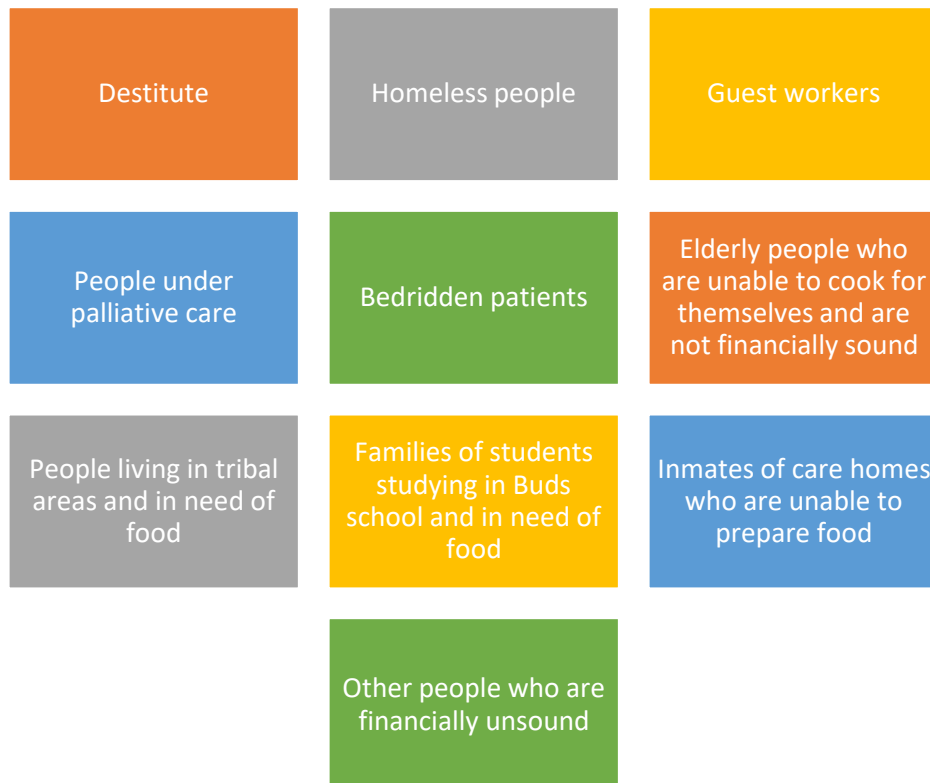 Destitute
Homeless people
Guest workers
People under
palliative care
Bedridden patients
Elderly people who
are unable to cook for
themselves and are
not financially sound
People living in tribal
areas and in need of
food
Families of students
studying in Buds
school and in need of
food
Inmates of care homes
who are unable to
prepare food
Other people who are
financially unsound